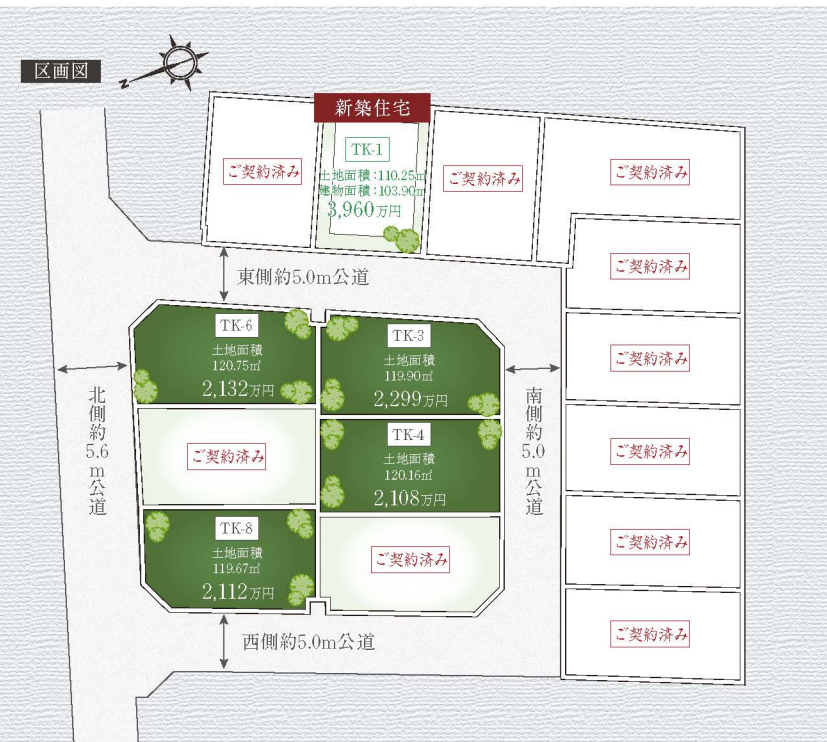 区画図
N
新築住宅
ご契約済み
TK-1
土地面積：110.25㎡
建物面積：103.90㎡
3,960万円
ご契約済み
ご契約済み
東側約5.0m公道
ご契約済み
TK-6
土地面積
120.75㎡
2,132万円
TK-3
土地面積
119.90㎡
2,299万円
ご契約済み
北側約5.6m公道
南側約5.0m公道
ご契約済み
TK-4
土地面積
120.16㎡
2,108万円
ご契約済み
TK-8
土地面積
119.67㎡
2,112万円
ご契約済み
ご契約済み
西側約5.0m公道
ご契約済み